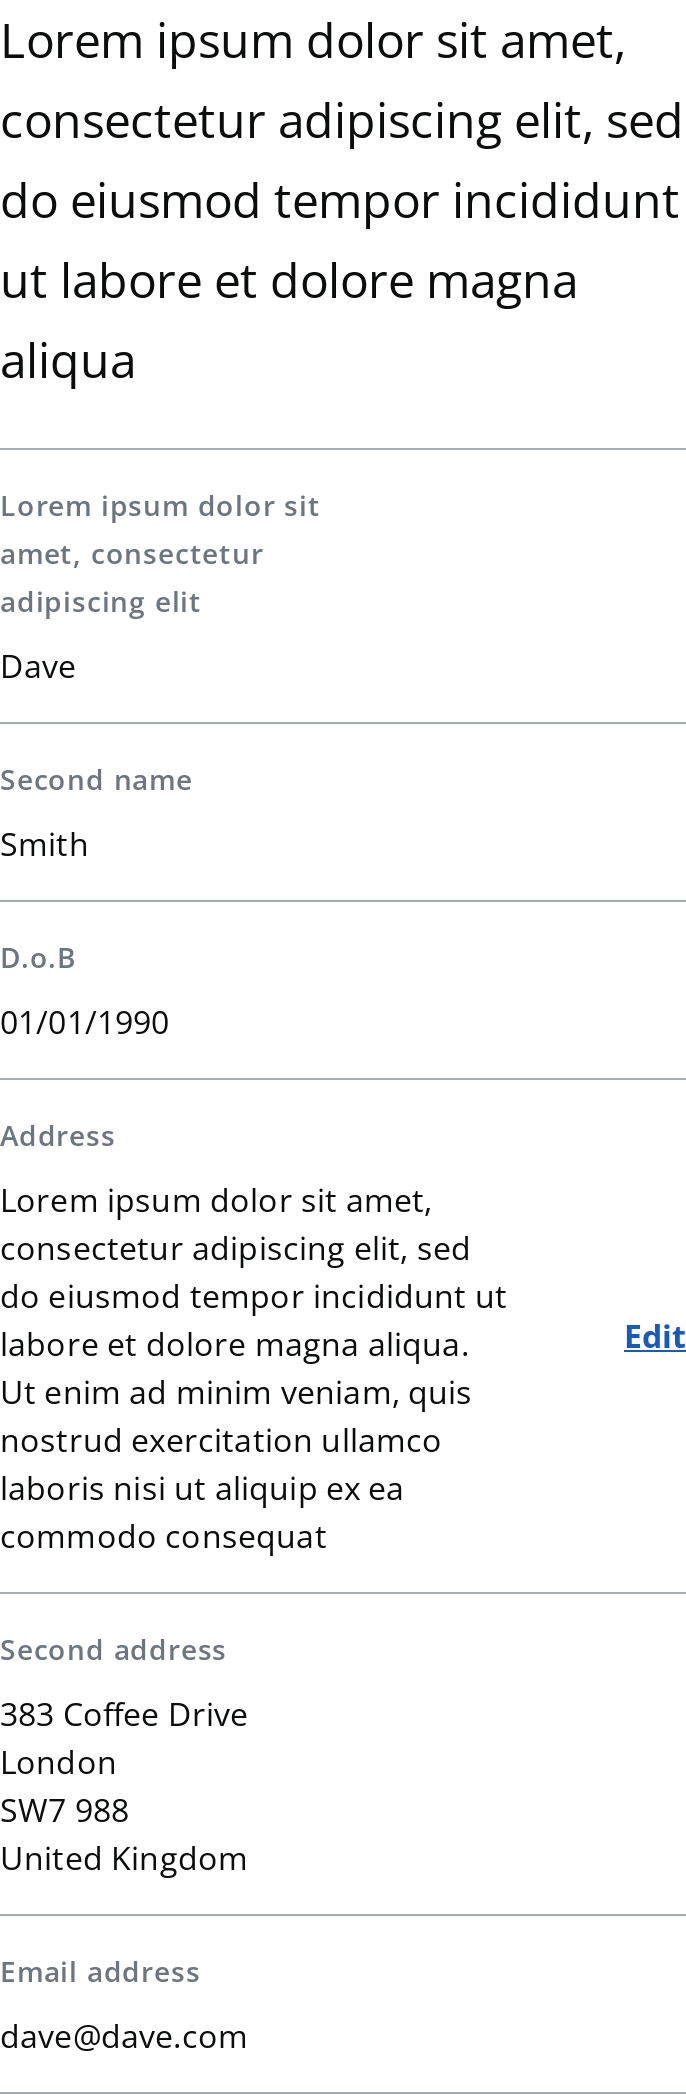 Lorem ipsum dolor sit amet,
consectetur adipiscing elit, sed
do eiusmod tempor incididunt
ut labore et dolore magna
aliqua
Lorem ipsum dolor sit
amet, consectetur
adipiscing elit
Dave
Second name
Smith
D.o.B
01/01/1990
Address
Lorem ipsum dolor sit amet,
consectetur adipiscing elit, sed
do eiusmod tempor incididunt ut
labore et dolore magna aliqua.
Ut enim ad minim veniam, quis
nostrud exercitation ullamco
laboris nisi ut aliquip ex ea
commodo consequat
Edit
Second address
383 Coffee Drive
London
SW7 988
United Kingdom
Email address
dave@dave.com